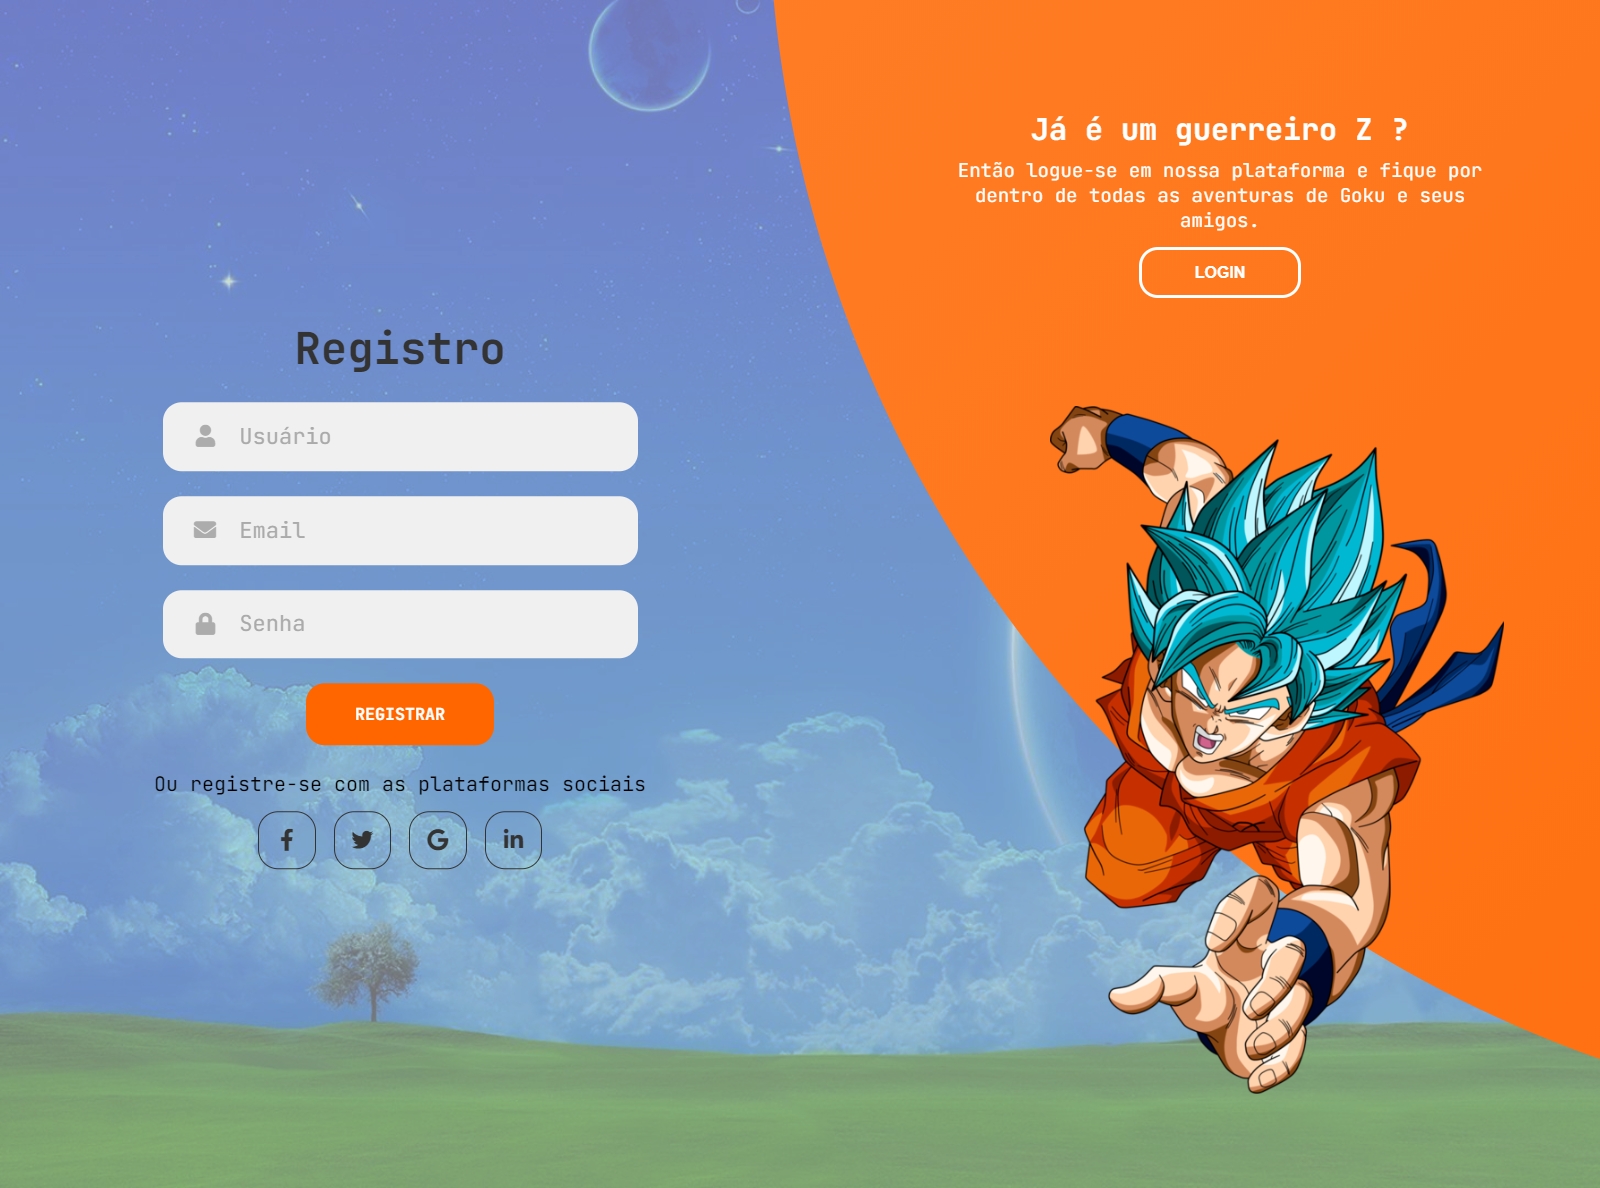 Registro
Usuário
Email
Senha
REGISTRAR
Ou registre-se com as plataformas sociais
Já é um guerreiro Z ?
Então logue-se em nossa plataforma e fique por
dentro de todas as aventuras de Goku e seus
amigos.
LOGIN